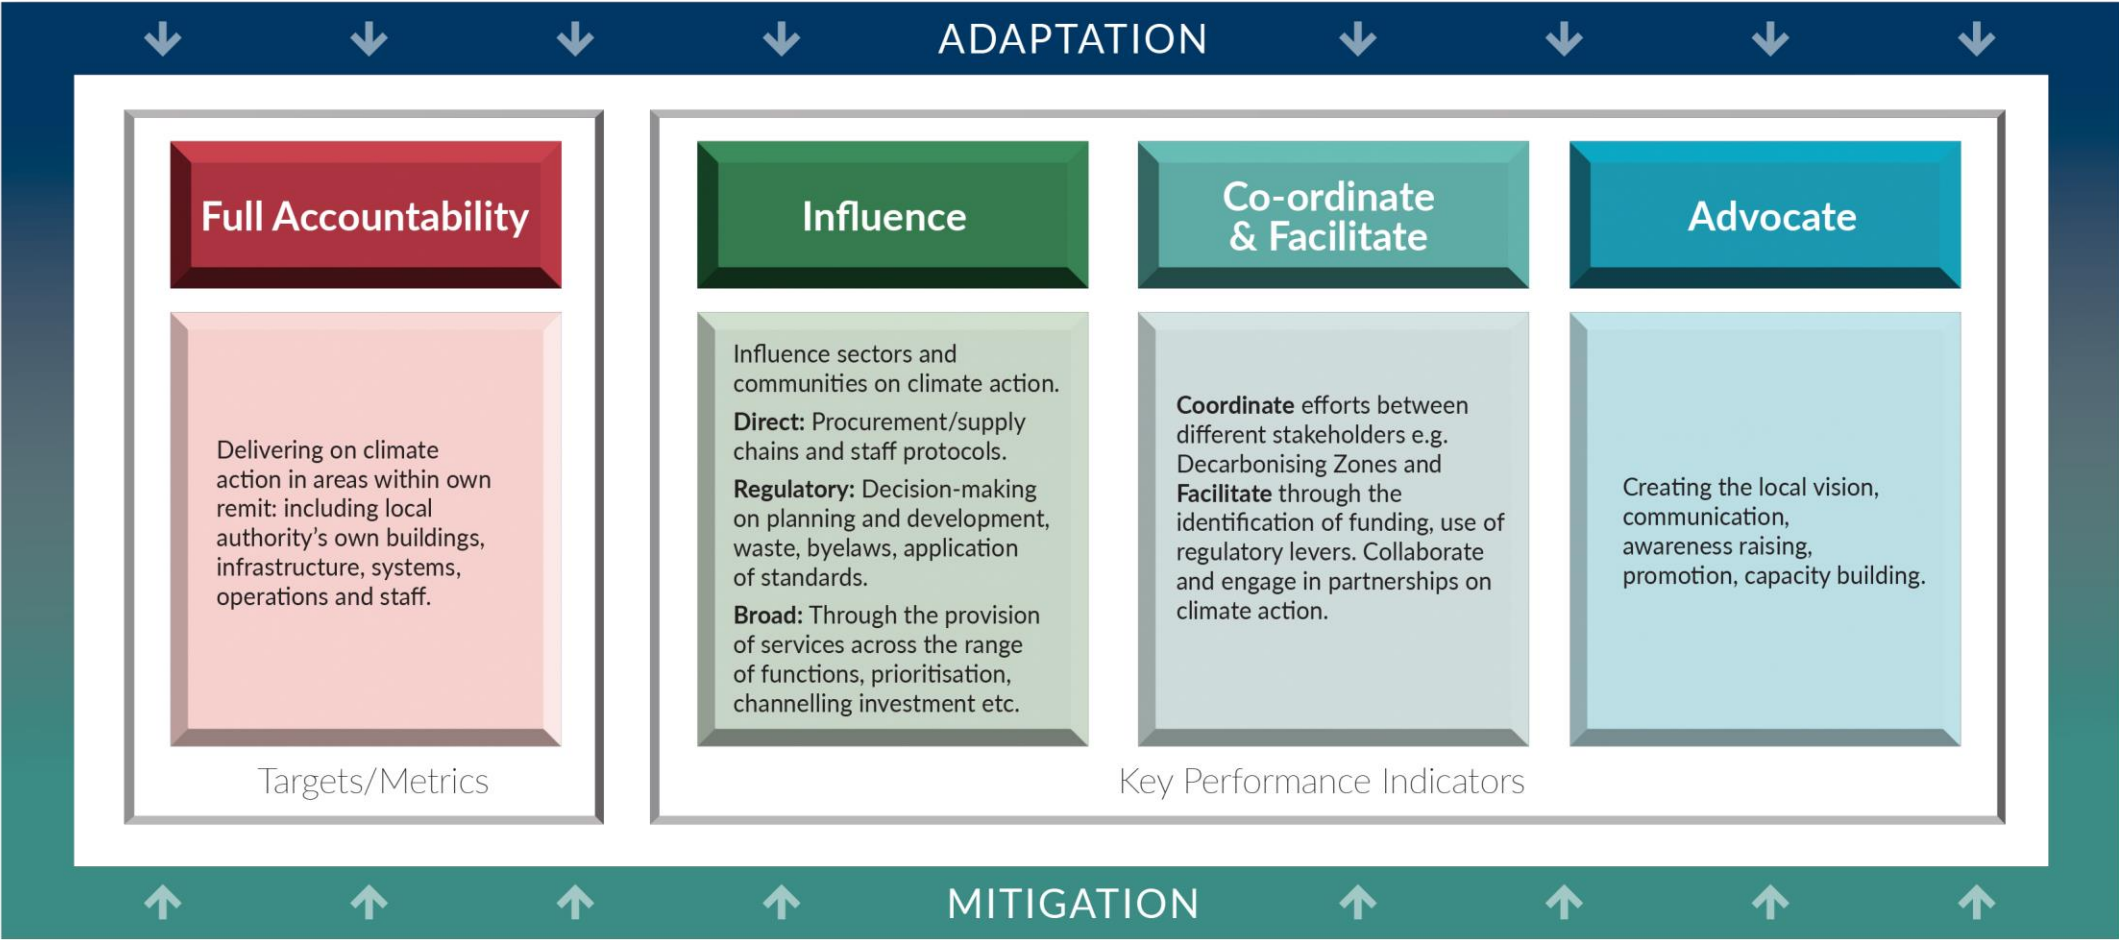 ADAPTATION
Full Accountability
Delivering on climate
action in areas within own
remit: including local
authority’s own buildings,
infrastructure, systems,
operations and staff.
Targets/Metrics
Influence
Influence sectors and
communities on climate action.
Direct: Procurement/supply
chains and staff protocols.
Regulatory: Decision-making
on planning and development,
waste, byelaws, application
of standards.
Broad: Through the provision
of services across the range
of functions, prioritisation,
channelling investment etc.
Co-ordinate
& Facilitate
Coordinate efforts between
different stakeholders e.g.
Decarbonising Zones and
Facilitate through the
identification of funding, use of
regulatory levers. Collaborate
and engage in partnerships on
climate action.
Advocate
Creating the local vision,
communication,
awareness raising,
promotion, capacity building.
Key Performance Indicators
MITIGATION